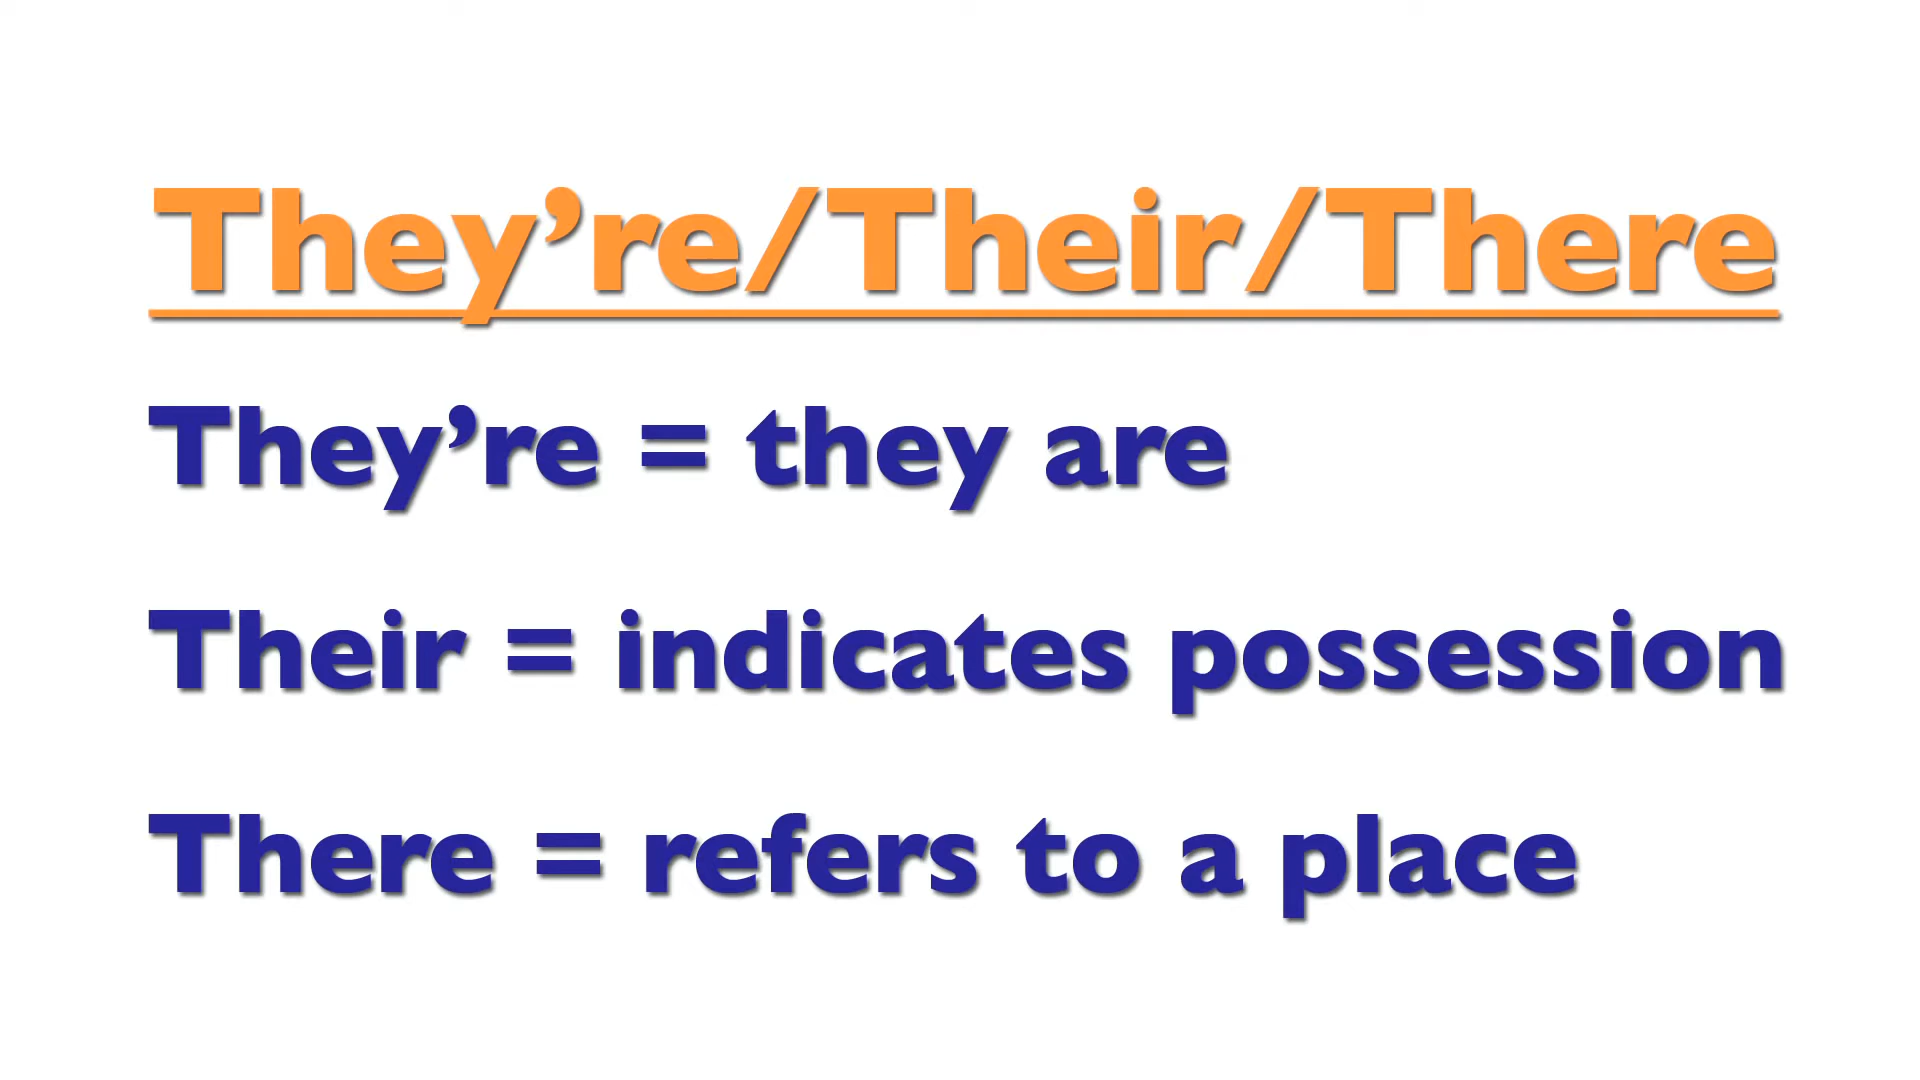 They’re/Their/There
They’re = they are
Their = indicates possession
There = refers to a place